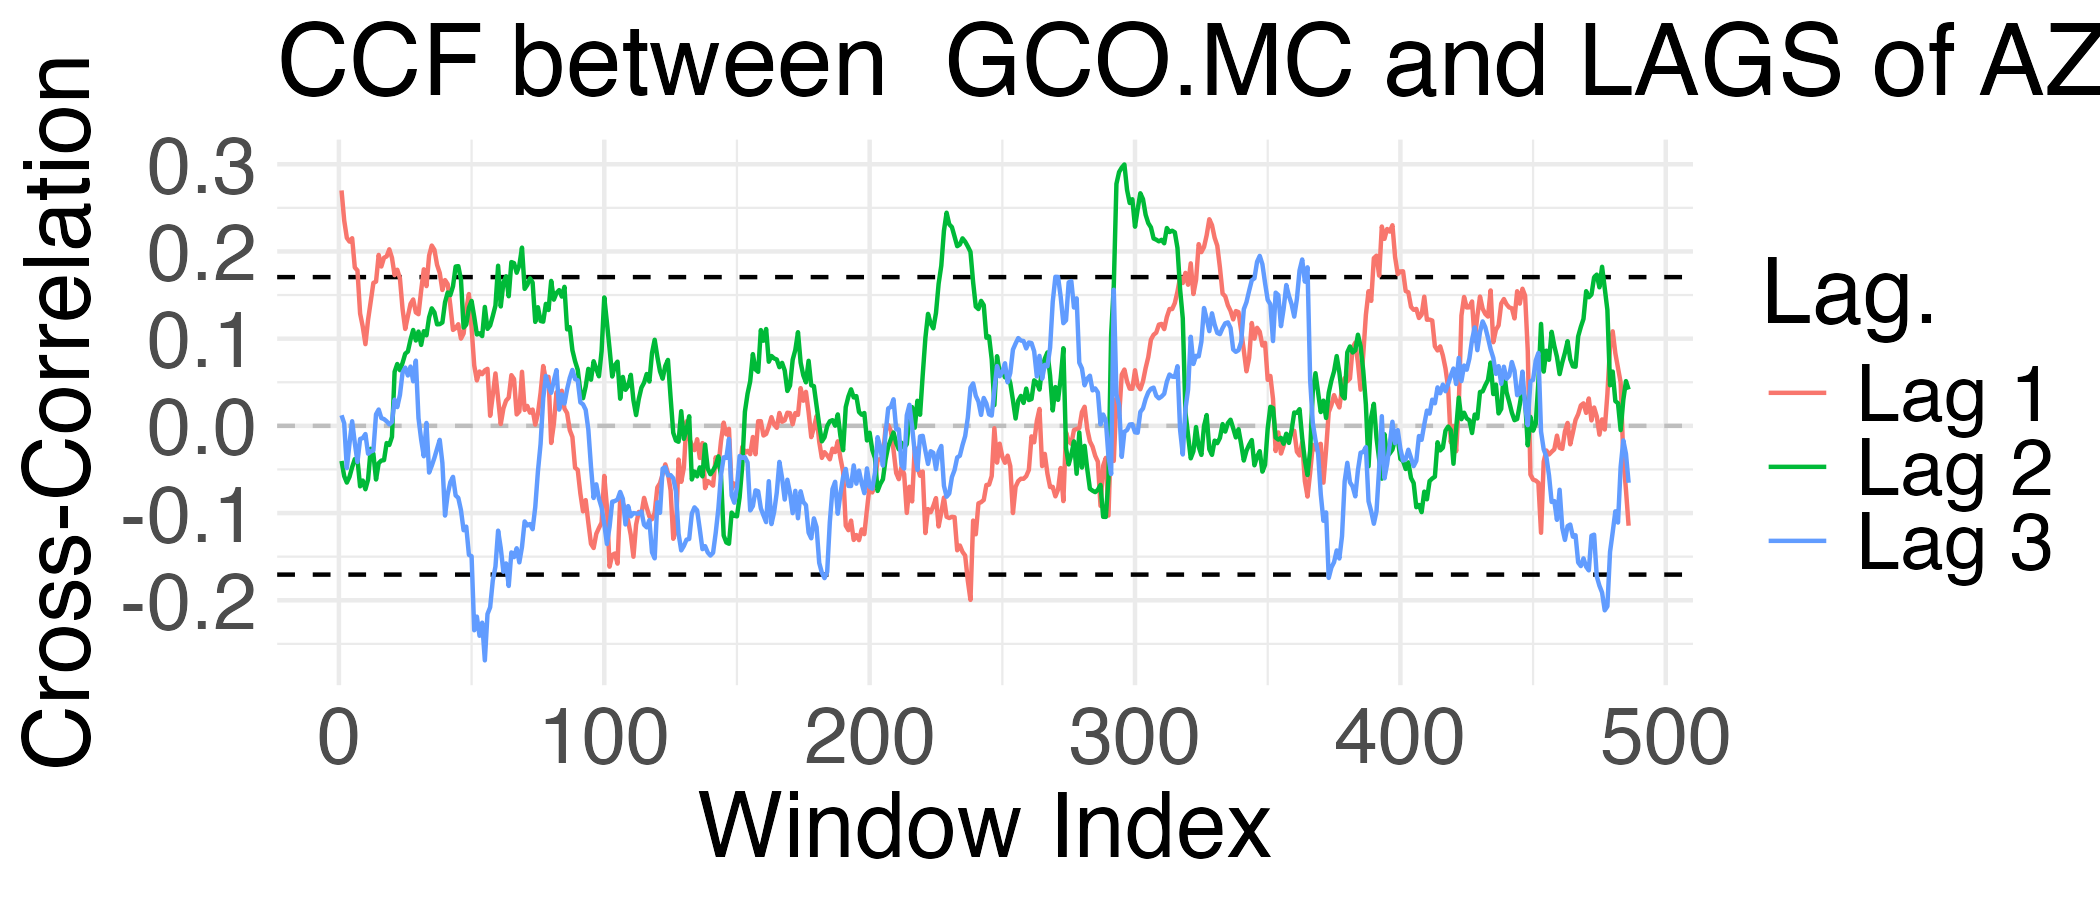 CCF between  GCO.MC and LAGS of AZ
Cross-Correlation
0.3
0.2
0.1
0.0
-0.1
-0.2
0 100 200 300 400 500
Window Index
Lag.
Lag 1
Lag 2
Lag 3